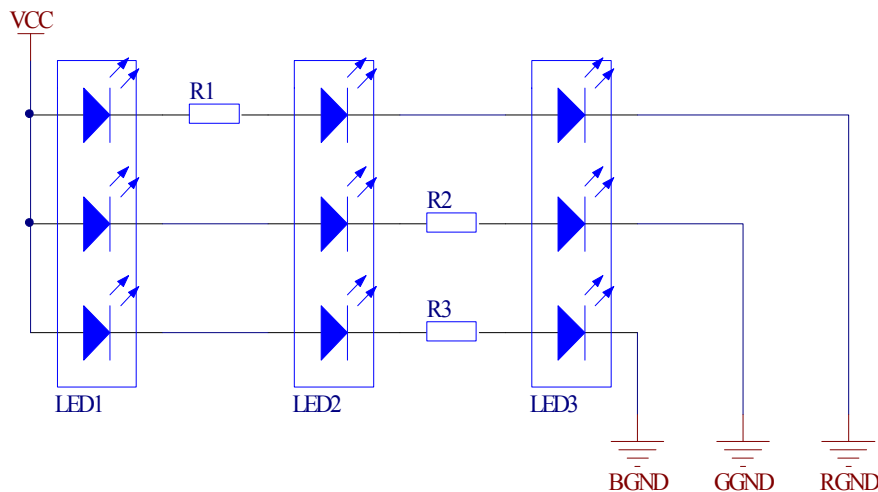 VCC
R1
R2
R3
LED1
LED2
LED3
BGND
GGND
RGND